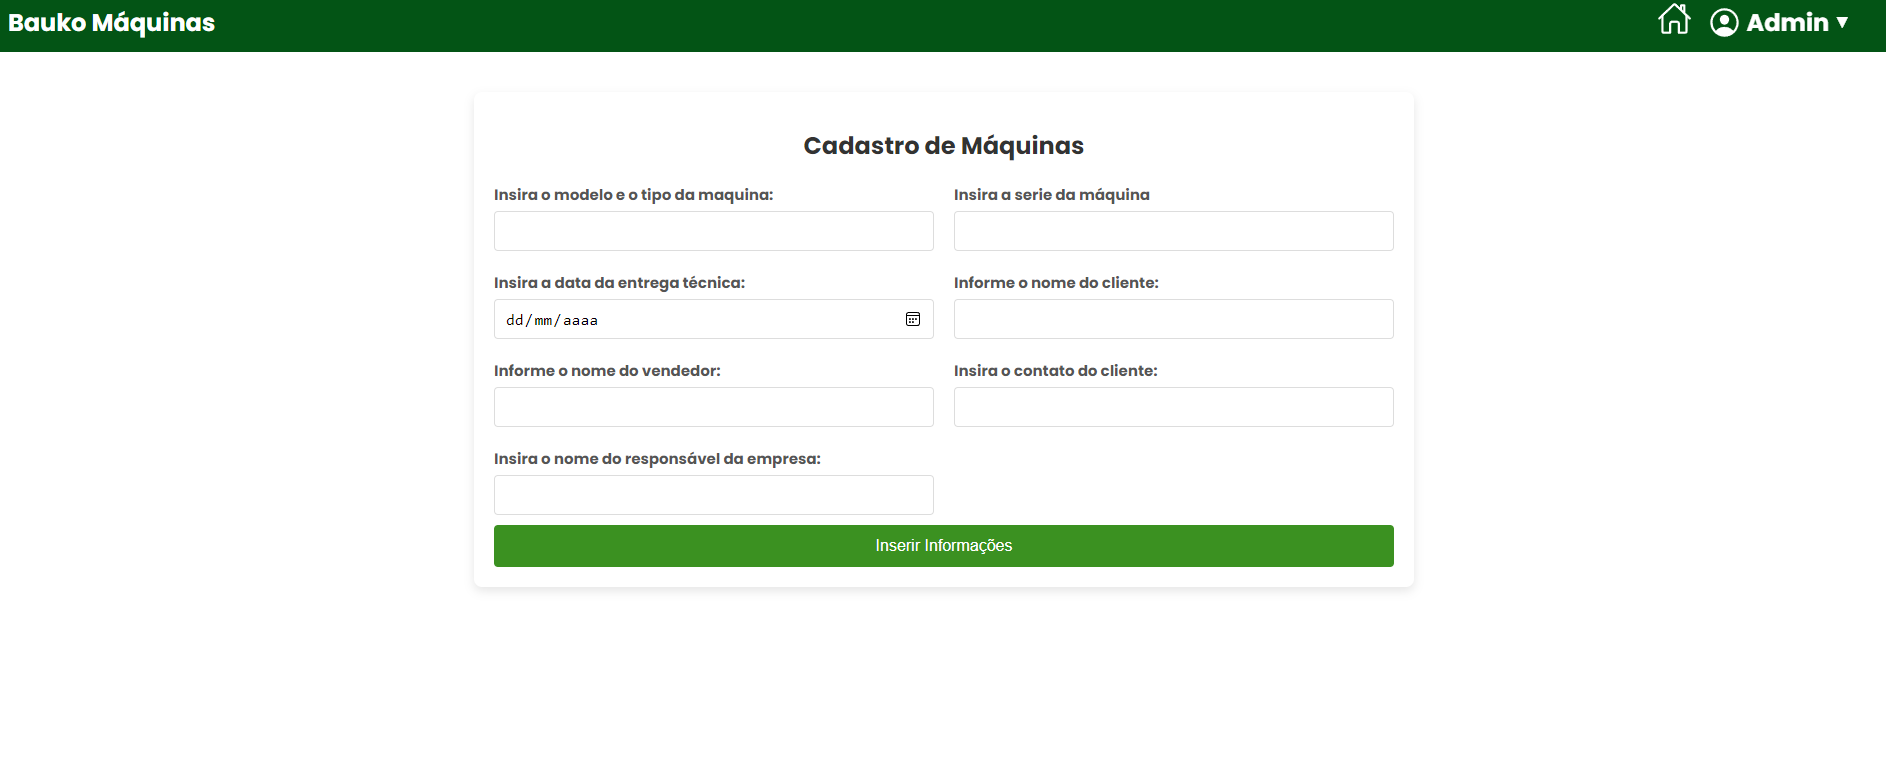 Bauko Máquinas
Admin ▼
Cadastro de Máquinas
Insira o modelo e o tipo da maquina:
Insira a serie da máquina
Insira a data da entrega técnica:
Informe o nome do cliente:
dd/mm/aaaa
Informe o nome do vendedor:
Insira o contato do cliente:
Insira o nome do responsável da empresa:
Inserir Informações